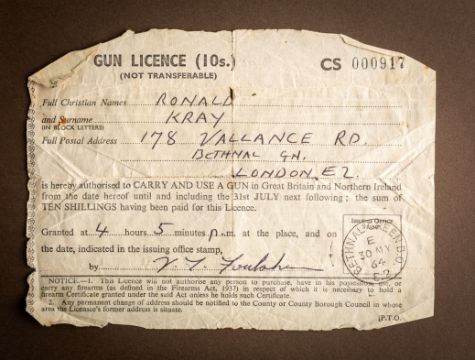 GUN LICENCE (10s.)
(NOT TRANSFERABLE)
CS 000917
Full Christian Names RONALD
and Surname KRAY
(IN BLOCK LETTERS)
Full Postal Address 178 VALLANCE RD.
BETHNAL GN.
LONDON E2.
is hereby authorised to CARRY AND USE A GUN in Great Britain and Northern Ireland
from the date hereof until and including the 31st JULY next following; the sum of
TEN SHILLINGS having been paid for this Licence.
Granted at 4 hours 5 minutes p.m. at the place, and on
the date, indicated in the issuing office stamp,
by
Issuing Office
BETHNAL GREEN B.O.
E
30 MY
64
E.2
NOTICE.—1. This Licence will not authorise any person to purchase, have in his possession, use, or
carry any firearms (as defined in the Firearms Act, 1937) in respect of which it is necessary to hold a
firearm Certificate granted under the said Act unless he holds such Certificate.
2. Any permanent change of address should be notified to the County or County Borough Council in whose
area the Licensee's former address is situate.
[P.T.O.